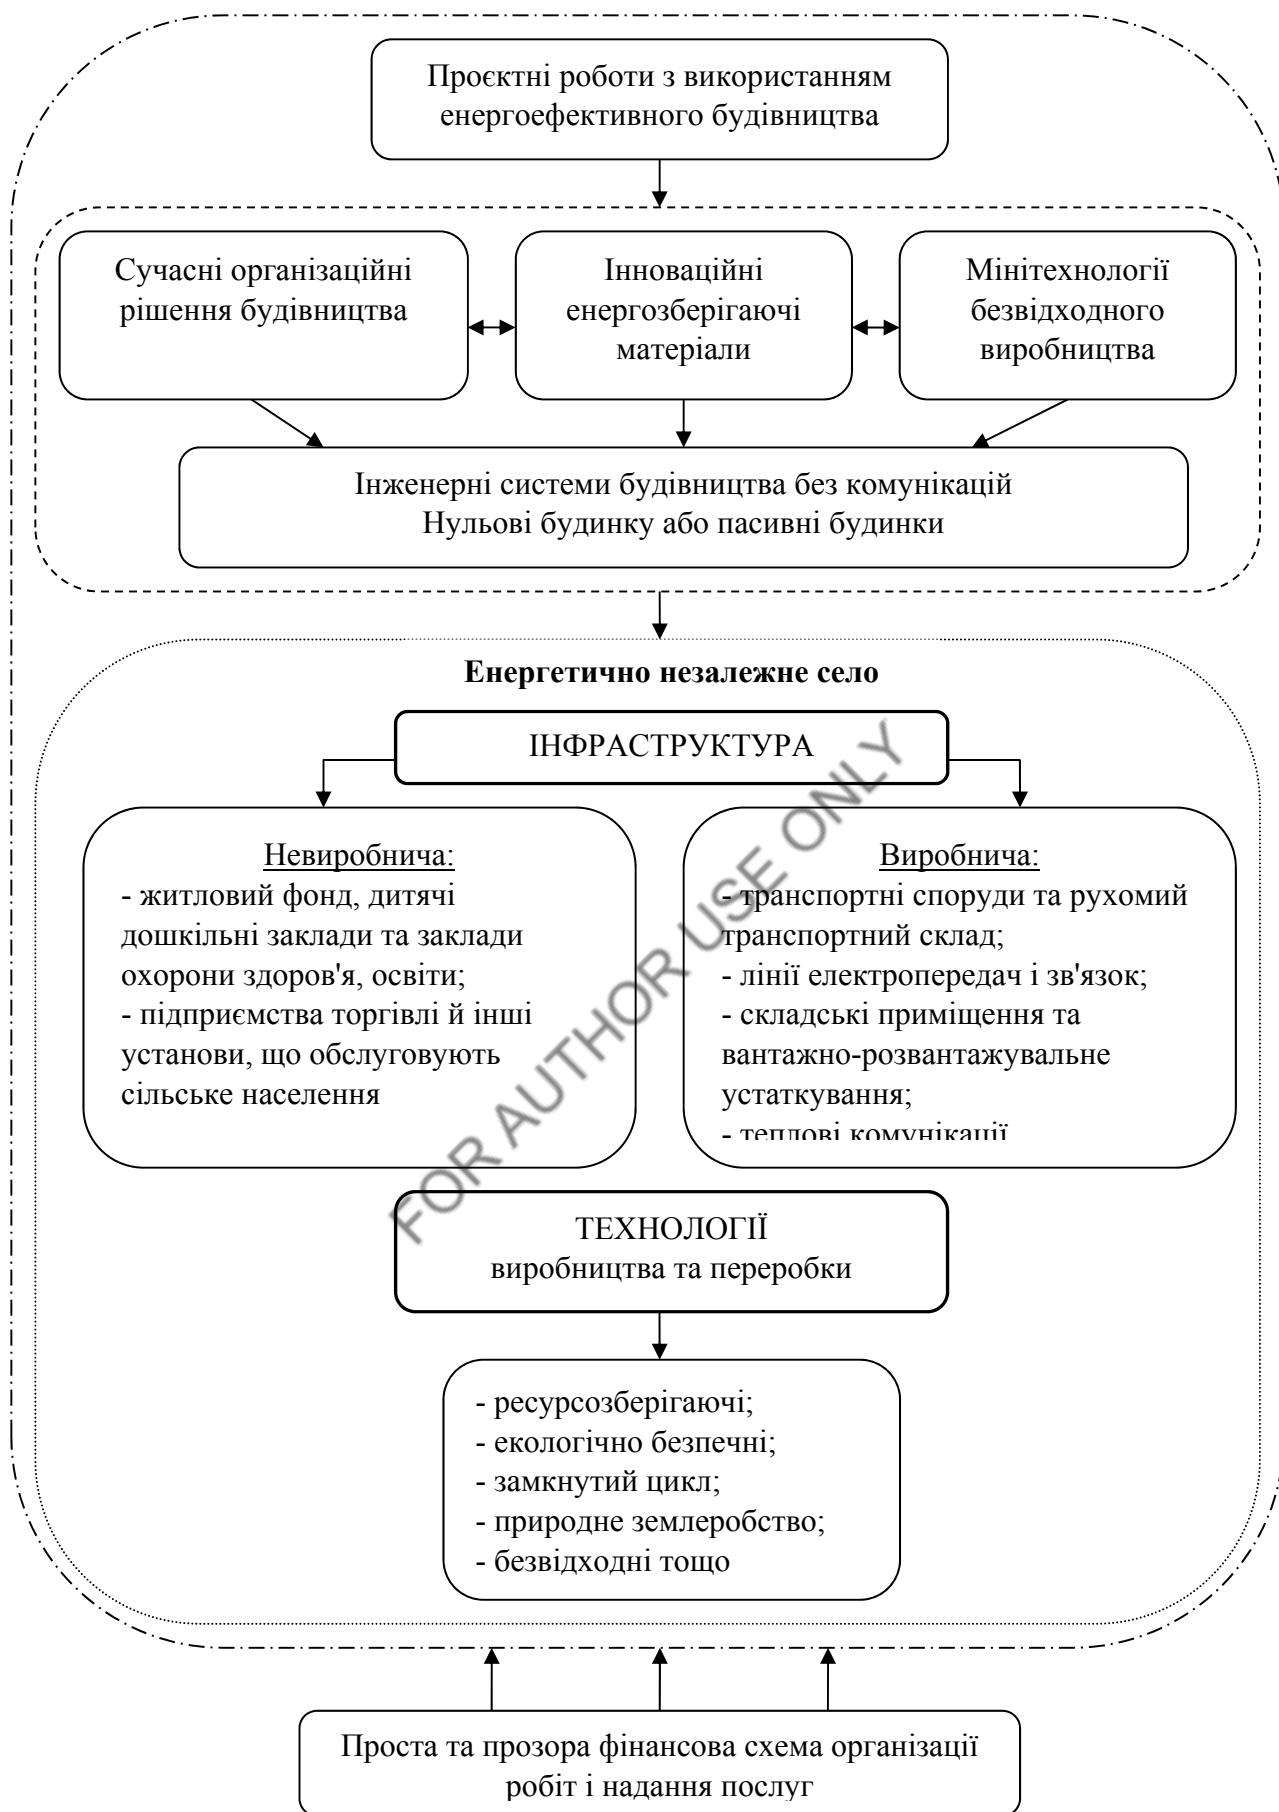 Проєктні роботи з використанням
енергоефективного будівництва
Сучасні організаційні
рішення будівництва
Інноваційні
енергозберігаючі
матеріали
Мінітехнології
безвідходного
виробництва
Інженерні системи будівництва без комунікацій
Нульові будинку або пасивні будинки
Енергетично незалежне село
ІНФРАСТРУКТУРА
Невиробнича:
- житловий фонд, дитячі
дошкільні заклади та заклади
охорони здоров'я, освіти;
- підприємства торгівлі й інші
установи, що обслуговують
сільське населення
Виробнича:
- транспортні споруди та рухомий
транспортний склад;
- лінії електропередач і зв'язок;
- складські приміщення та
вантажно-розвантажувальне
устаткування;
- теплові комунікації
FOR AUTHOR USE ONLY
ТЕХНОЛОГІЇ
виробництва та переробки
- ресурсозберігаючі;
- екологічно безпечні;
- замкнутий цикл;
- природне землеробство;
- безвідходні тощо
Проста та прозора фінансова схема організації
робіт і надання послуг